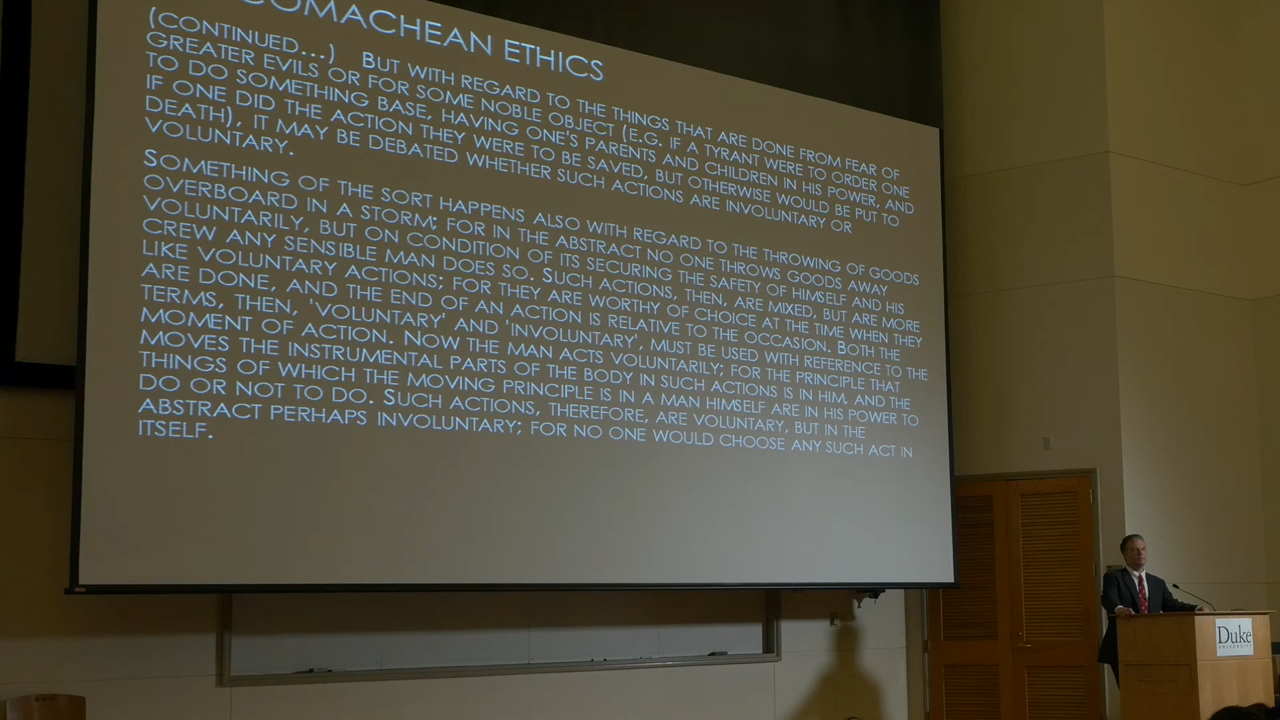 COMACHEAN ETHICS
(CONTINUED...) BUT WITH REGARD TO THE THINGS THAT ARE DONE FROM FEAR OF
GREATER EVILS OR FOR SOME NOBLE OBJECT (E.G. IF A TYRANT WERE TO ORDER ONE
TO DO SOMETHING BASE, HAVING ONE'S PARENTS AND CHILDREN IN HIS POWER, AND
IF ONE DID THE ACTION THEY WERE TO BE SAVED, BUT OTHERWISE WOULD BE PUT TO
DEATH), IT MAY BE DEBATED WHETHER SUCH ACTIONS ARE INVOLUNTARY OR
VOLUNTARY.
SOMETHING OF THE SORT HAPPENS ALSO WITH REGARD TO THE THROWING OF GOODS
OVERBOARD IN A STORM; FOR IN THE ABSTRACT NO ONE THROWS GOODS AWAY
VOLUNTARILY, BUT ON CONDITION OF ITS SECURING THE SAFETY OF HIMSELF AND HIS
CREW ANY SENSIBLE MAN DOES SO. SUCH ACTIONS, THEN, ARE MIXED, BUT ARE MORE
LIKE VOLUNTARY ACTIONS; FOR THEY ARE WORTHY OF CHOICE AT THE TIME WHEN THEY
ARE DONE, AND THE END OF AN ACTION IS RELATIVE TO THE OCCASION. BOTH THE
TERMS, THEN, 'VOLUNTARY' AND 'INVOLUNTARY', MUST BE USED WITH REFERENCE TO THE
MOMENT OF ACTION. NOW THE MAN ACTS VOLUNTARILY; FOR THE PRINCIPLE THAT
MOVES THE INSTRUMENTAL PARTS OF THE BODY IN SUCH ACTIONS IS IN HIM, AND THE
THINGS OF WHICH THE MOVING PRINCIPLE IS IN A MAN HIMSELF ARE IN HIS POWER TO
DO OR NOT TO DO. SUCH ACTIONS, THEREFORE, ARE VOLUNTARY, BUT IN THE
ABSTRACT PERHAPS INVOLUNTARY; FOR NO ONE WOULD CHOOSE ANY SUCH ACT IN
ITSELF.
Duke
UNIVERSITY